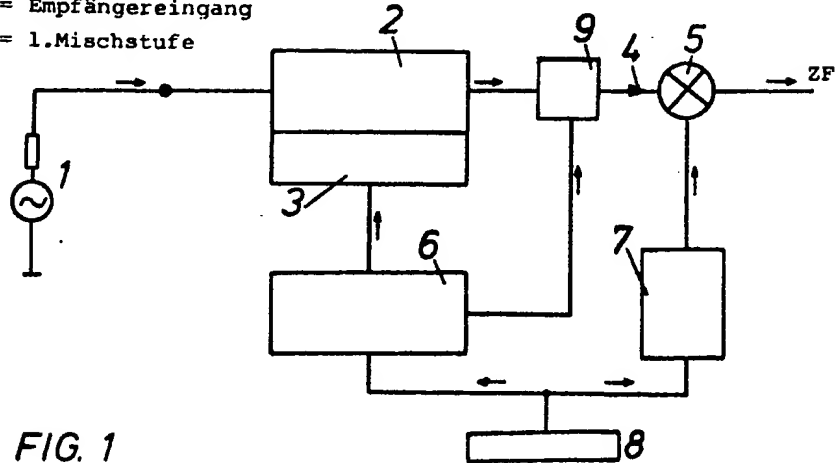 = Empfängereingang
= 1.Mischstufe
2
9
4
5
ZF
1
3
6
7
8
FIG. 1